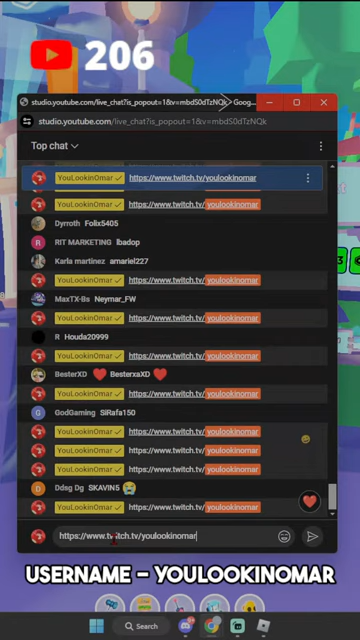 206
studio.youtube.com/live_chat?is_popout=1&v=mbdS0dTzNQk - Goog...
studio.youtube.com/live_chat?is_popout=1&v=mbdS0dTzNQk
Top chat
YouLookinOmar https://www.twitch.tv/youlookinomar
YouLookinOmar https://www.twitch.tv/youlookinomar
Dyrroth Folix5405
RIT MARKETING lbadop
Karla martinez amariel227
YouLookinOmar https://www.twitch.tv/youlookinomar
MaxTX-Bs Neymar_FW
YouLookinOmar https://www.twitch.tv/youlookinomar
R Houda20999
YouLookinOmar https://www.twitch.tv/youlookinomar
BesterXD BesterxaXD
YouLookinOmar https://www.twitch.tv/youlookinomar
GodGaming SiRafa150
YouLookinOmar https://www.twitch.tv/youlookinomar
YouLookinOmar https://www.twitch.tv/youlookinomar
YouLookinOmar https://www.twitch.tv/youlookinomar
D Ddsg Dg SKAVIN5
YouLookinOmar https://www.twitch.tv/youlookinomar
https://www.twitch.tv/youlookinomar
USERNAME - YOULOOKINOMAR
Search